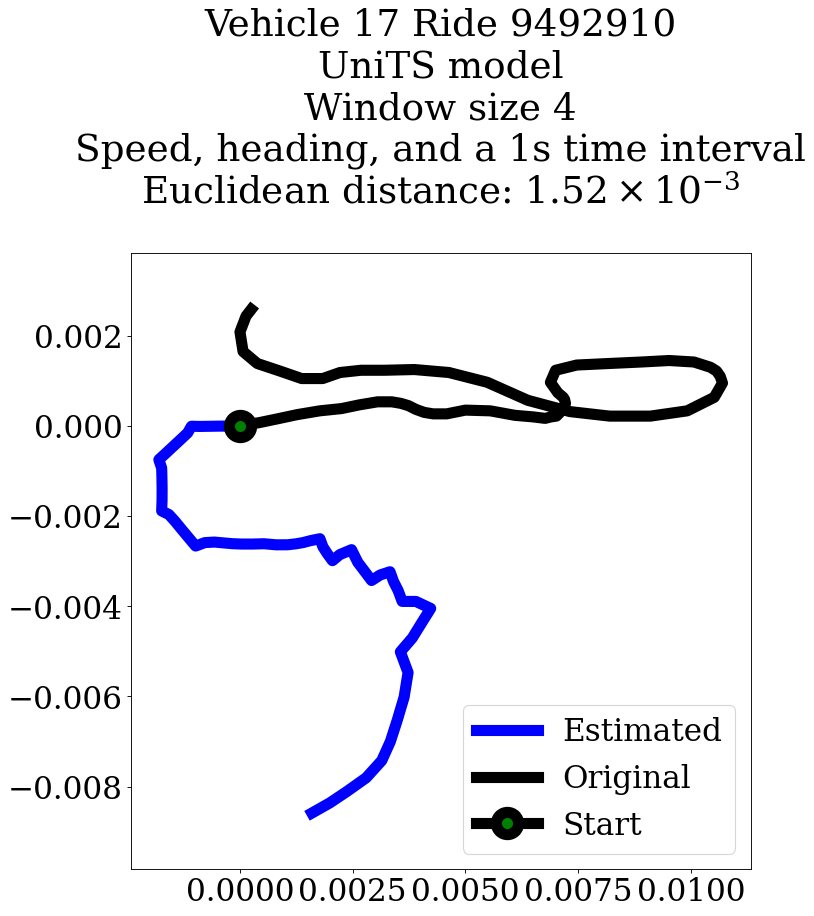 Vehicle 17 Ride 9492910
UniTS model
Window size 4
Speed, heading, and a 1s time interval
Euclidean distance: 1.52 × 10⁻³
0.002
0.000
−0.002
−0.004
−0.006
−0.008
Estimated
Original
Start
0.0000 0.0025 0.0050 0.0075 0.0100